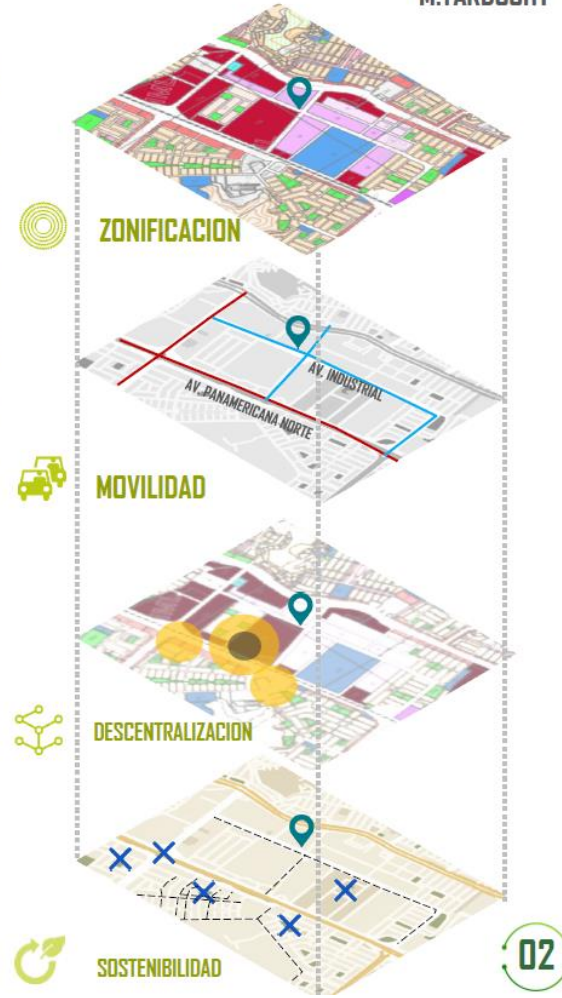 ZONIFICACION
AV. INDUSTRIAL
AV. PANAMERICANA NORTE
MOVILIDAD
DESCENTRALIZACION
SOSTENIBILIDAD
02